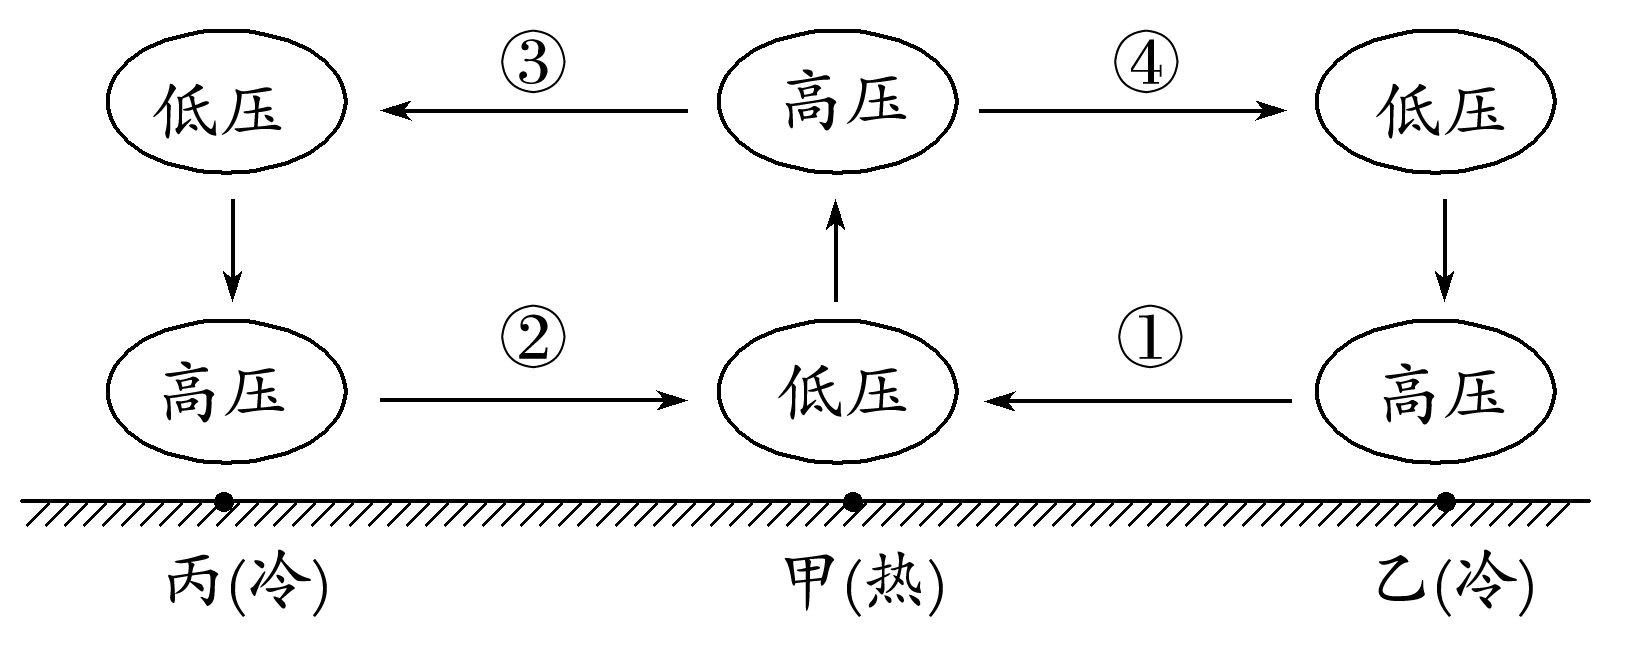 ③ ④
低压 高压 低压
② ①
高压 低压 高压
丙(冷) 甲(热) 乙(冷)